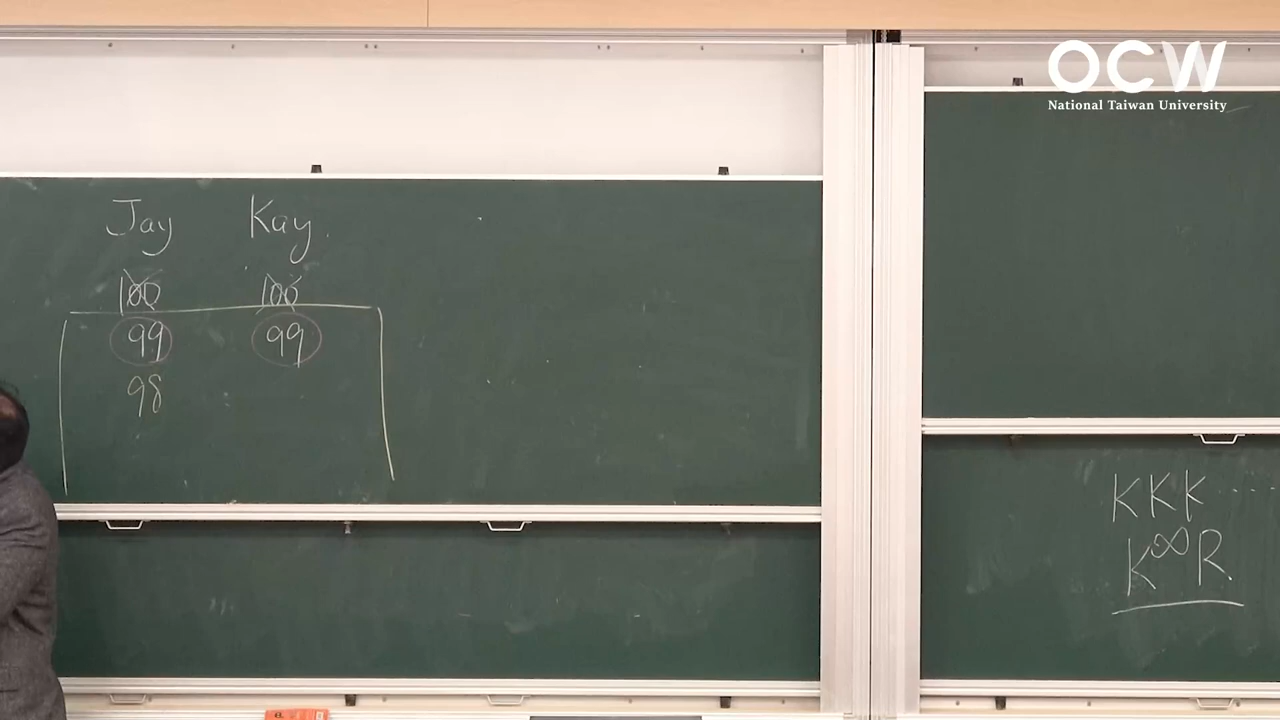 OCW
National Taiwan University
Jay Kay.
100 100
99 99
98
KKK.....
K∞R.